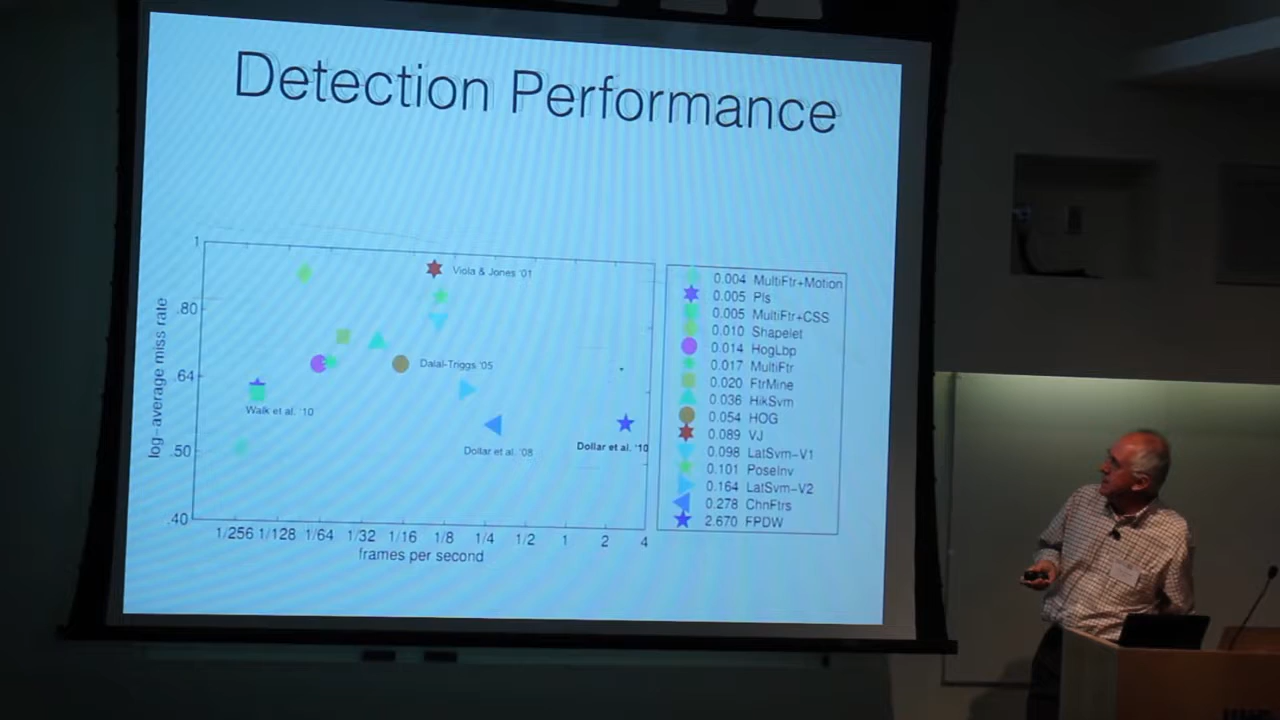 Detection Performance
1
.80
.64
.50
.40
log-average miss rate
Viola & Jones '01
Dalal-Triggs '05
Walk et al. '10
Dollar et al. '08
Dollar et al. '10
1/256 1/128 1/64 1/32 1/16 1/8 1/4 1/2 1 2 4
frames per second
0.004 MultiFtr+Motion
0.005 Pls
0.005 MultiFtr+CSS
0.010 Shapelet
0.014 HogLbp
0.017 MultiFtr
0.020 FtrMine
0.036 HikSvm
0.054 HOG
0.089 VJ
0.098 LatSvm-V1
0.101 PoseInv
0.164 LatSvm-V2
0.278 ChnFtrs
2.670 FPDW